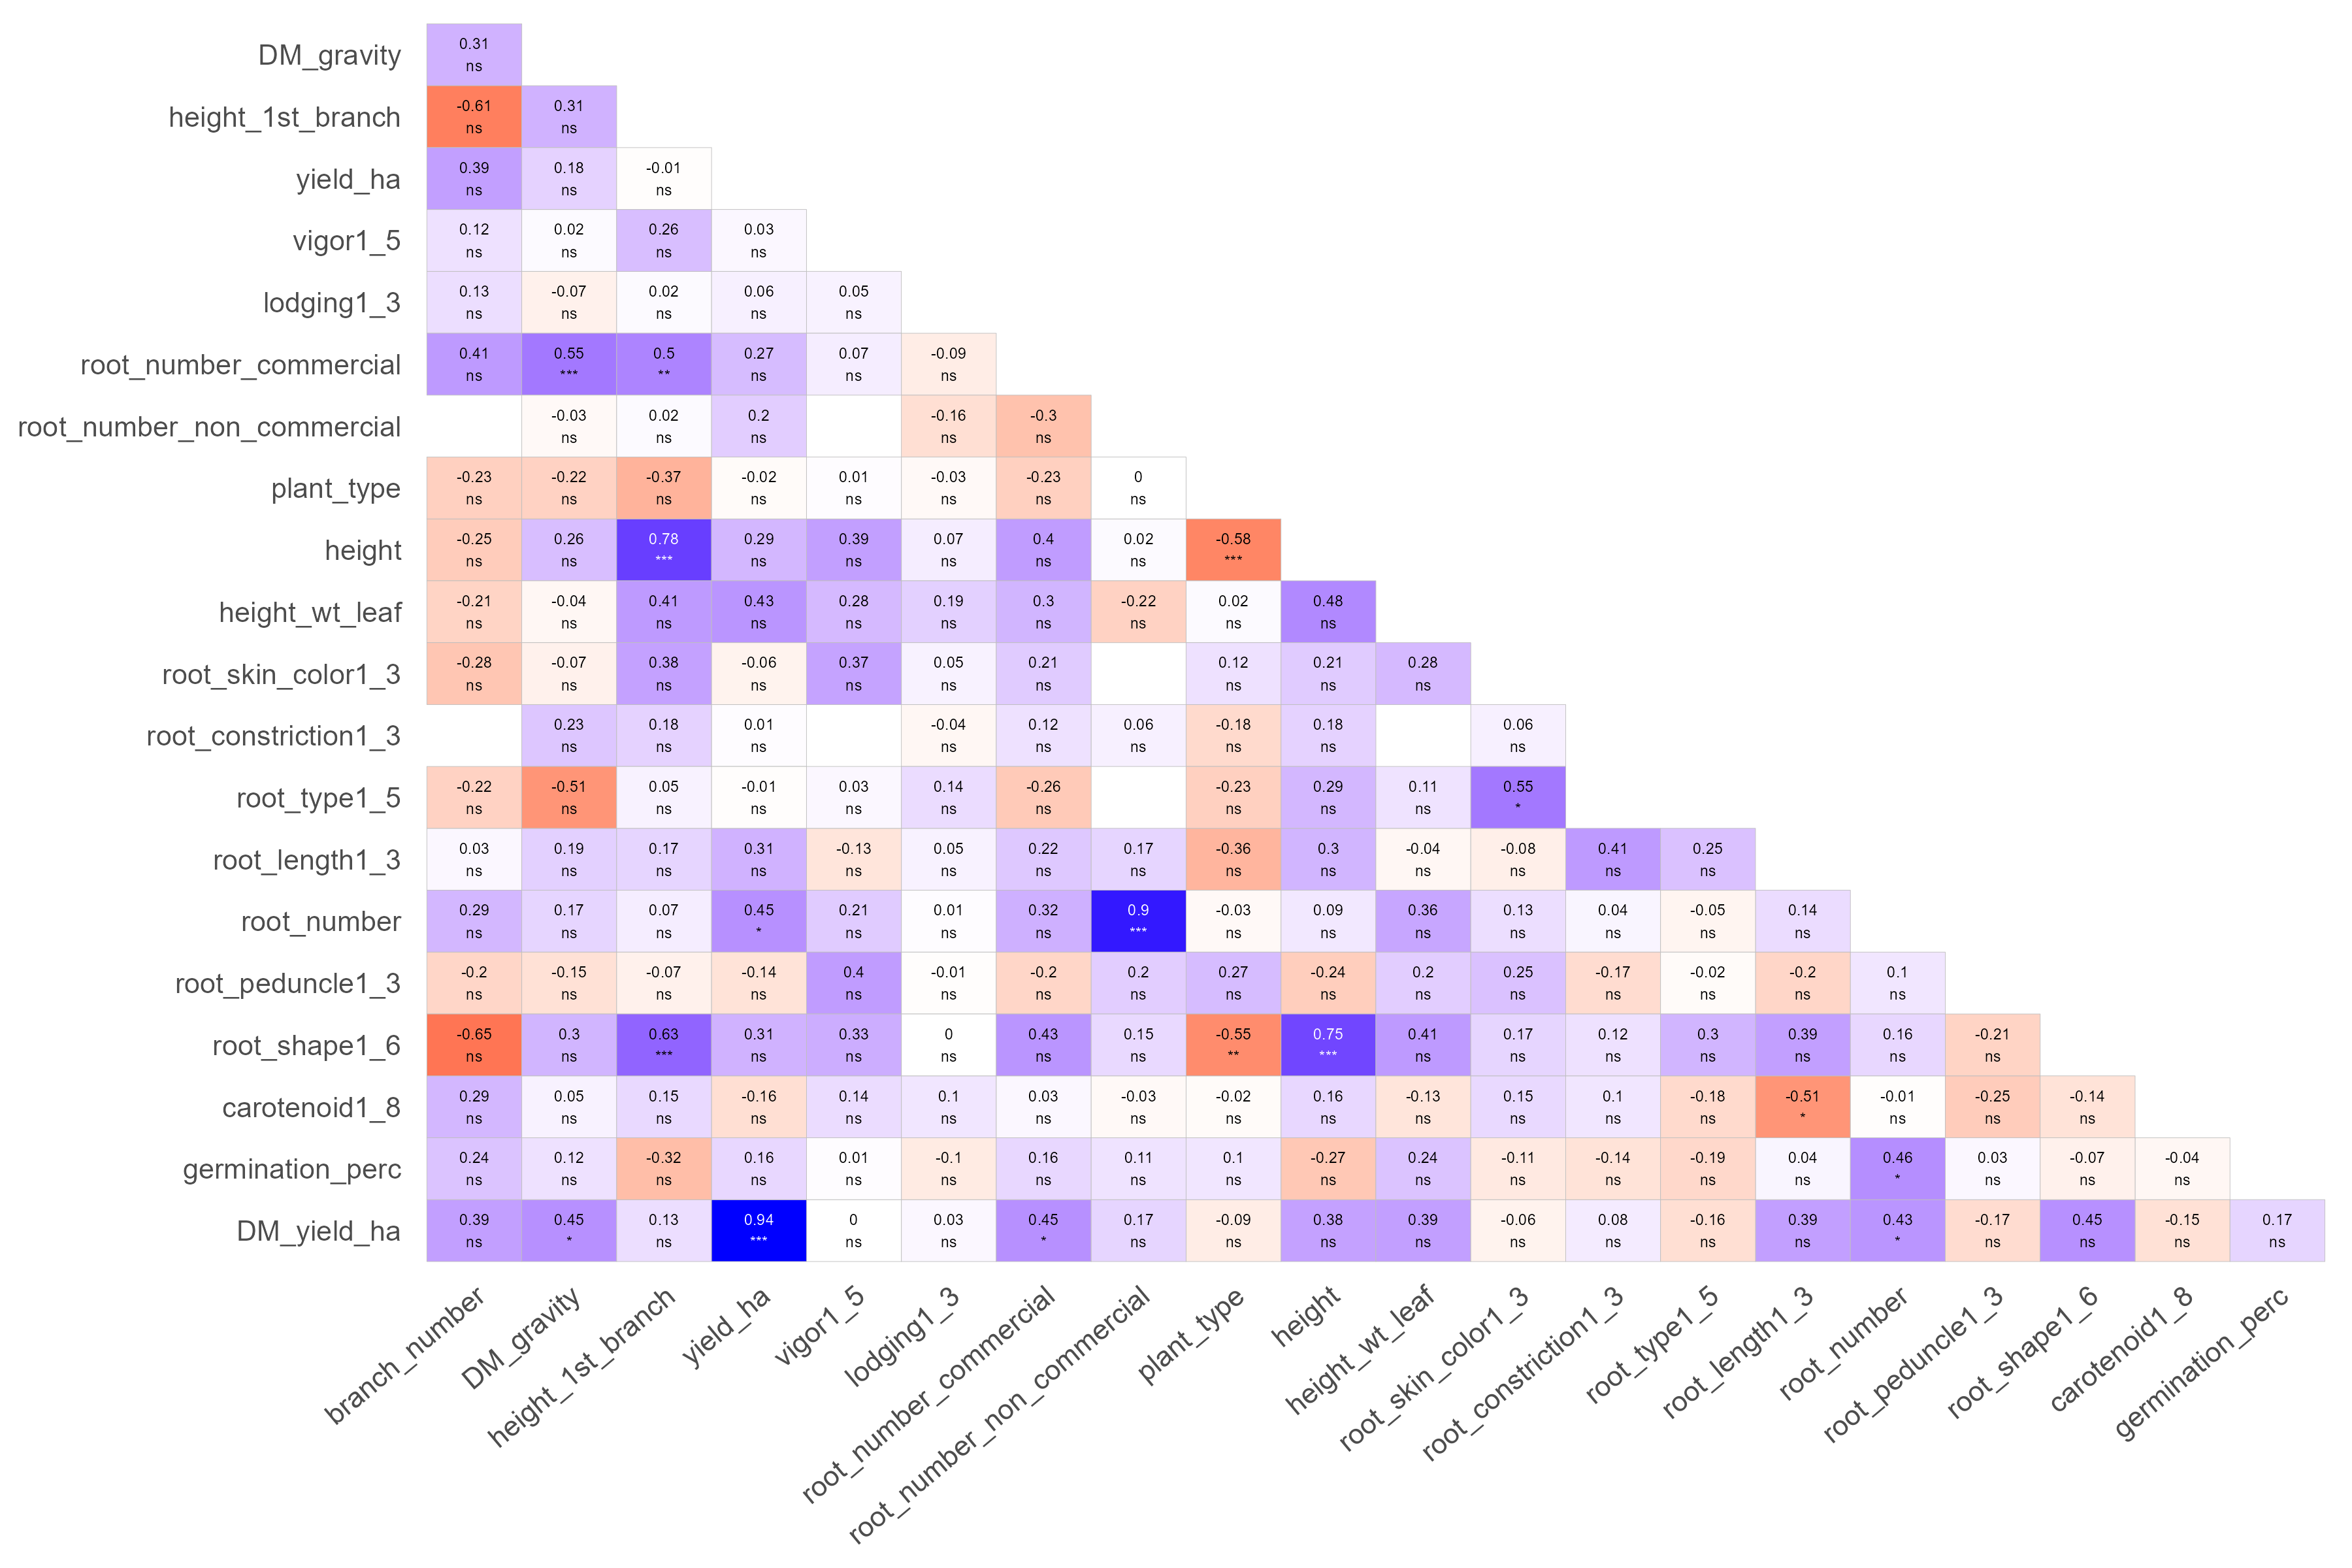 DM_gravity 0.31
ns
height_1st_branch -0.61 0.31
ns ns
yield_ha 0.39 0.18 -0.01
ns ns ns
vigor1_5 0.12 0.02 0.26 0.03
ns ns ns ns
lodging1_3 0.13 -0.07 0.02 0.06 0.05
ns ns ns ns ns
root_number_commercial 0.41 0.55 0.5 0.27 0.07 -0.09
ns *** ** ns ns ns
root_number_non_commercial -0.03 0.02 0.2 -0.16 -0.3
ns ns ns ns ns
plant_type -0.23 -0.22 -0.37 -0.02 0.01 -0.03 -0.23 0
ns ns ns ns ns ns ns ns
height -0.25 0.26 0.78 0.29 0.39 0.07 0.4 0.02 -0.58
ns ns *** ns ns ns ns ns ***
height_wt_leaf -0.21 -0.04 0.41 0.43 0.28 0.19 0.3 -0.22 0.02 0.48
ns ns ns ns ns ns ns ns ns ns
root_skin_color1_3 -0.28 -0.07 0.38 -0.06 0.37 0.05 0.21 0.12 0.21 0.28
ns ns ns ns ns ns ns ns ns ns
root_constriction1_3 0.23 0.18 0.01 -0.04 0.12 0.06 -0.18 0.18 0.06
ns ns ns ns ns ns ns ns ns
root_type1_5 -0.22 -0.51 0.05 -0.01 0.03 0.14 -0.26 -0.23 0.29 0.11 0.55
ns ns ns ns ns ns ns ns ns ns *
root_length1_3 0.03 0.19 0.17 0.31 -0.13 0.05 0.22 0.17 -0.36 0.3 -0.04 -0.08 0.41 0.25
ns ns ns ns ns ns ns ns ns ns ns ns ns ns
root_number 0.29 0.17 0.07 0.45 0.21 0.01 0.32 0.9 -0.03 0.09 0.36 0.13 0.04 -0.05 0.14
ns ns ns * ns ns ns *** ns ns ns ns ns ns ns
root_peduncle1_3 -0.2 -0.15 -0.07 -0.14 0.4 -0.01 -0.2 0.2 0.27 -0.24 0.2 0.25 -0.17 -0.02 -0.2 0.1
ns ns ns ns ns ns ns ns ns ns ns ns ns ns ns ns
root_shape1_6 -0.65 0.3 0.63 0.31 0.33 0 0.43 0.15 -0.55 0.75 0.41 0.17 0.12 0.3 0.39 0.16 -0.21
ns ns *** ns ns ns ns ns ** *** ns ns ns ns ns ns ns
carotenoid1_8 0.29 0.05 0.15 -0.16 0.14 0.1 0.03 -0.03 -0.02 0.16 -0.13 0.15 0.1 -0.18 -0.51 -0.01 -0.25 -0.14
ns ns ns ns ns ns ns ns ns ns ns ns ns ns * ns ns ns
germination_perc 0.24 0.12 -0.32 0.16 0.01 -0.1 0.16 0.11 0.1 -0.27 0.24 -0.11 -0.14 -0.19 0.04 0.46 0.03 -0.07 -0.04
ns ns ns ns ns ns ns ns ns ns ns ns ns ns ns * ns ns ns
DM_yield_ha 0.39 0.45 0.13 0.94 0 0.03 0.45 0.17 -0.09 0.38 0.39 -0.06 0.08 -0.16 0.39 0.43 -0.17 0.45 -0.15 0.17
ns * ns *** ns ns * ns ns ns ns ns ns ns ns * ns ns ns ns
branch_number
DM_gravity
height_1st_branch
yield_ha
vigor1_5
lodging1_3
root_number_commercial
root_number_non_commercial
plant_type
height
height_wt_leaf
root_skin_color1_3
root_constriction1_3
root_type1_5
root_length1_3
root_number
root_peduncle1_3
root_shape1_6
carotenoid1_8
germination_perc